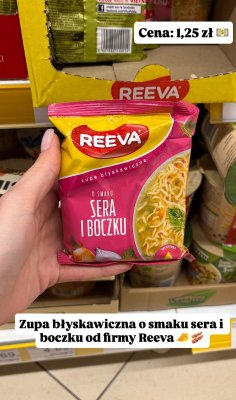 Cena: 1,25 zł 💵
REEVA
REEVA
zupa błyskawiczna
O SMAKU
SERA
I BOCZKU
Zupa błyskawiczna o smaku sera i
boczku od firmy Reeva 🧀 🥓